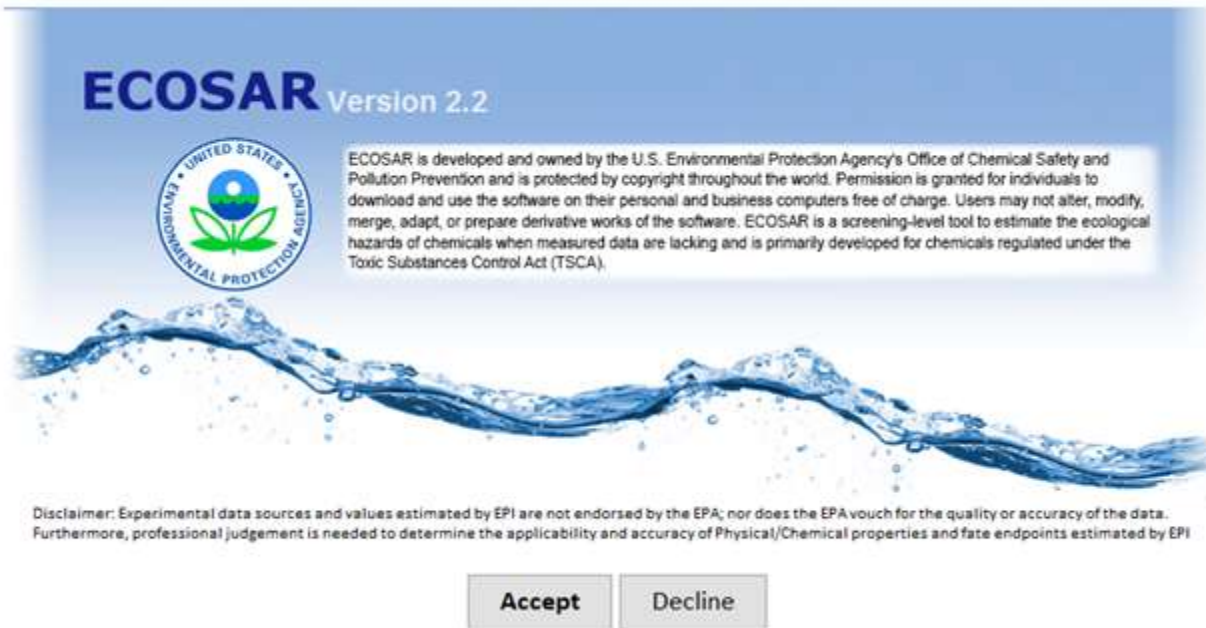 ECOSAR Version 2.2
UNITED STATES
ENVIRONMENTAL PROTECTION AGENCY
ECOSAR is developed and owned by the U.S. Environmental Protection Agency's Office of Chemical Safety and
Pollution Prevention and is protected by copyright throughout the world. Permission is granted for individuals to
download and use the software on their personal and business computers free of charge. Users may not alter, modify,
merge, adapt, or prepare derivative works of the software. ECOSAR is a screening-level tool to estimate the ecological
hazards of chemicals when measured data are lacking and is primarily developed for chemicals regulated under the
Toxic Substances Control Act (TSCA).
Disclaimer: Experimental data sources and values estimated by EPI are not endorsed by the EPA; nor does the EPA vouch for the quality or accuracy of the data.
Furthermore, professional judgement is needed to determine the applicability and accuracy of Physical/Chemical properties and fate endpoints estimated by EPI
Accept Decline